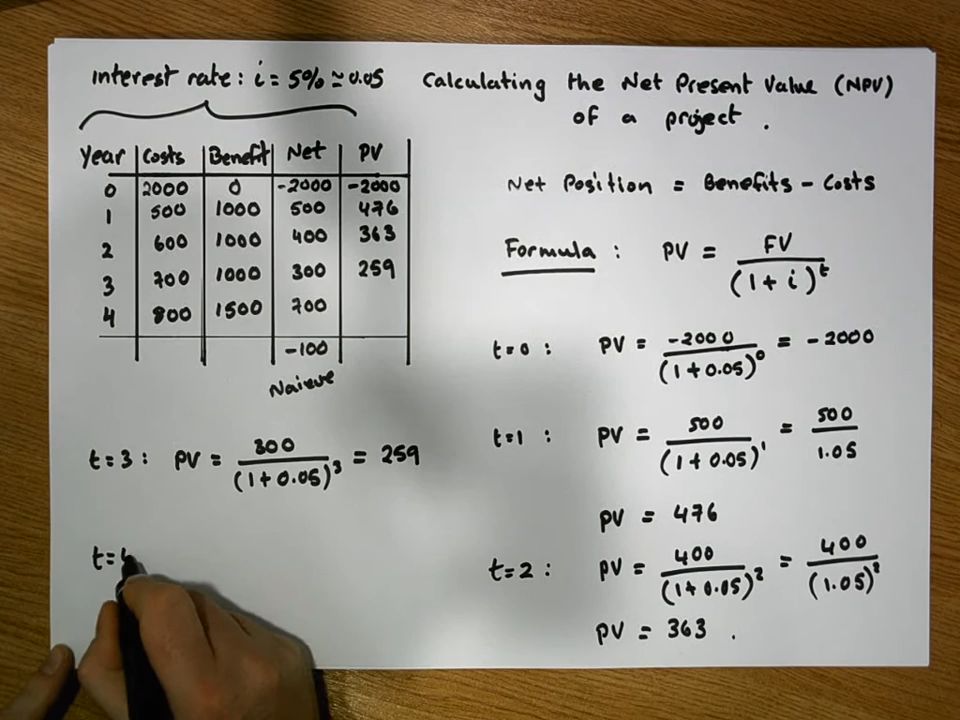 Interest rate: i = 5% ≃ 0.05
Calculating the Net Present Value (NPV)
of a project.
Year Costs Benefit Net PV
0 2000 0 -2000 -2000
1 500 1000 500 476
2 600 1000 400 363
3 700 1000 300 259
4 800 1500 700
-100
Naieve
t=3: PV = 300 / (1+0.05)^3 = 259
t=4
Net Position = Benefits - Costs
Formula : PV = FV / (1+i)^t
t=0 : PV = -2000 / (1+0.05)^0 = -2000
t=1 : PV = 500 / (1+0.05)^1 = 500 / 1.05
PV = 476
t=2 : PV = 400 / (1+0.05)^2 = 400 / (1.05)^2
PV = 363 .